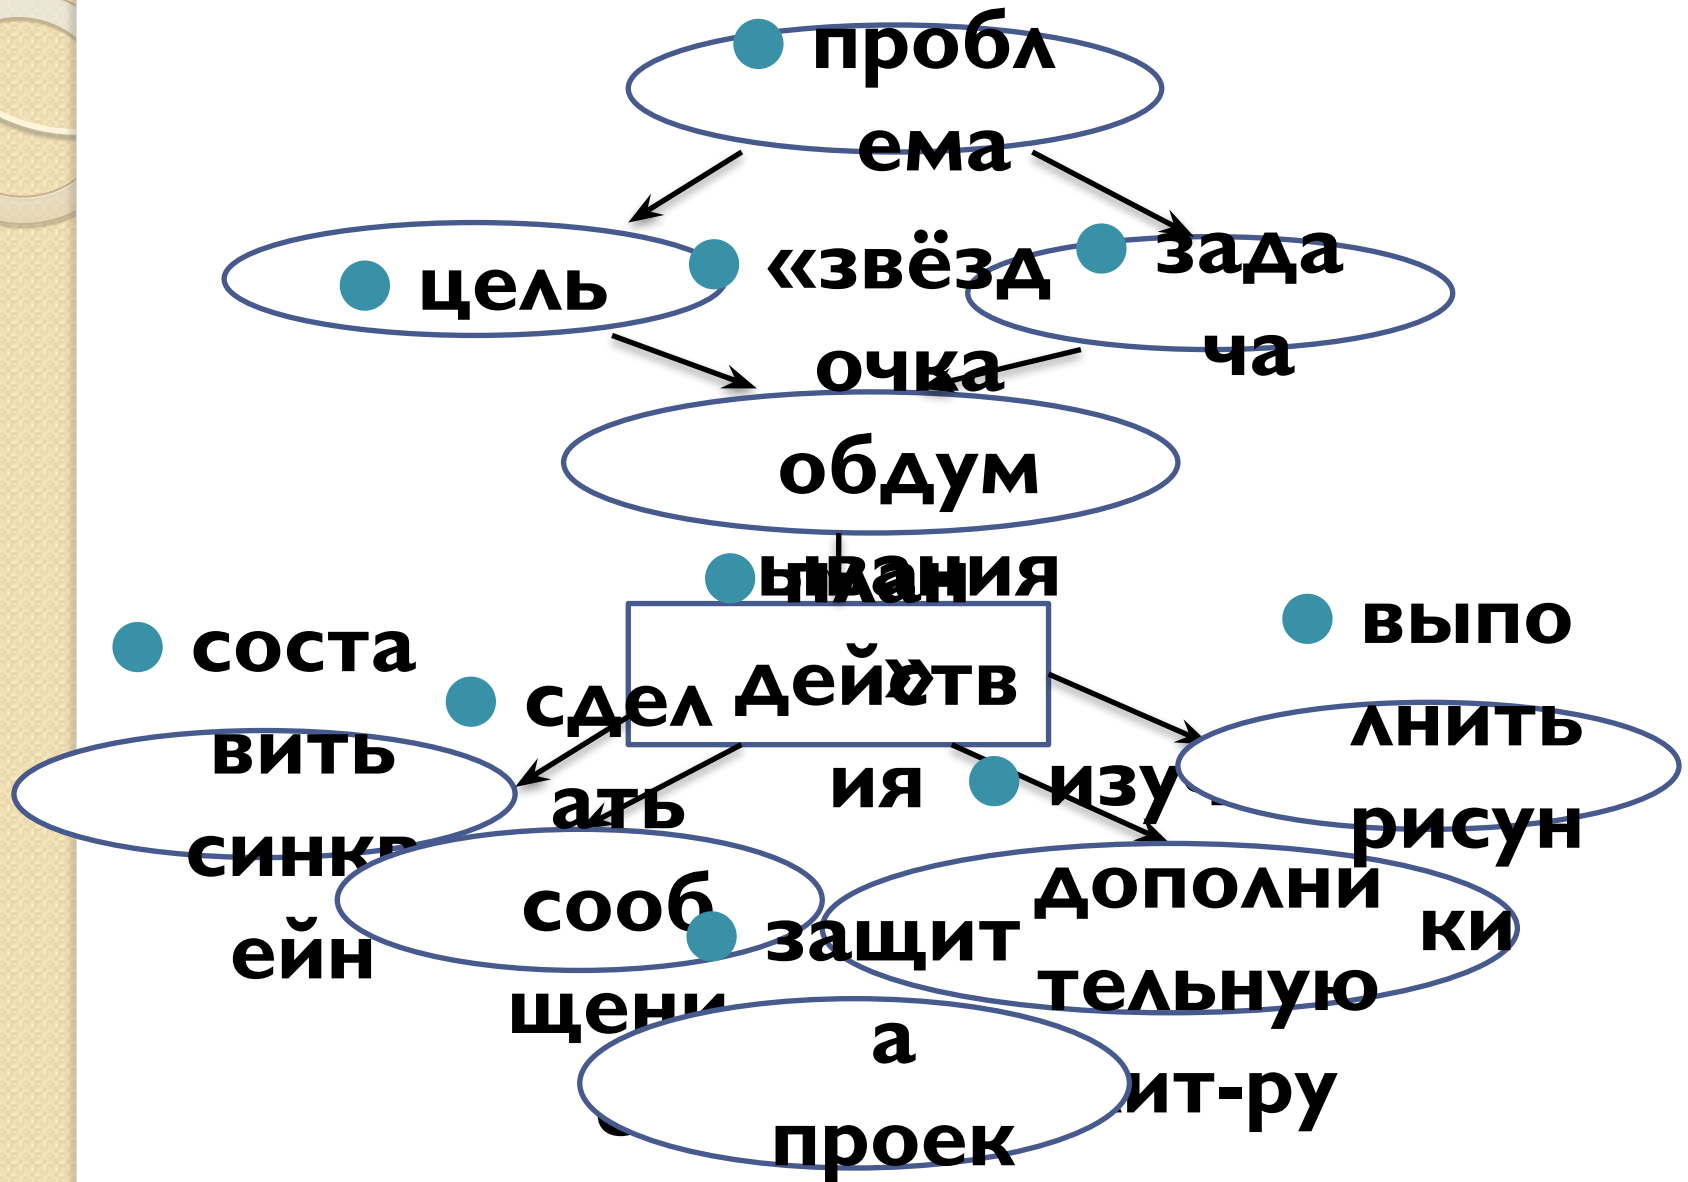 пробл
ема
цель
«звёзд
очка
обдум
ывания
»
зада
ча
план
действ
ия
соста
вить
синкв
ейн
сдел
ать
сооб
щени
изуч
дополни
тельную
лит-ру
выпо
лнить
рисун
ки
защит
а
проек